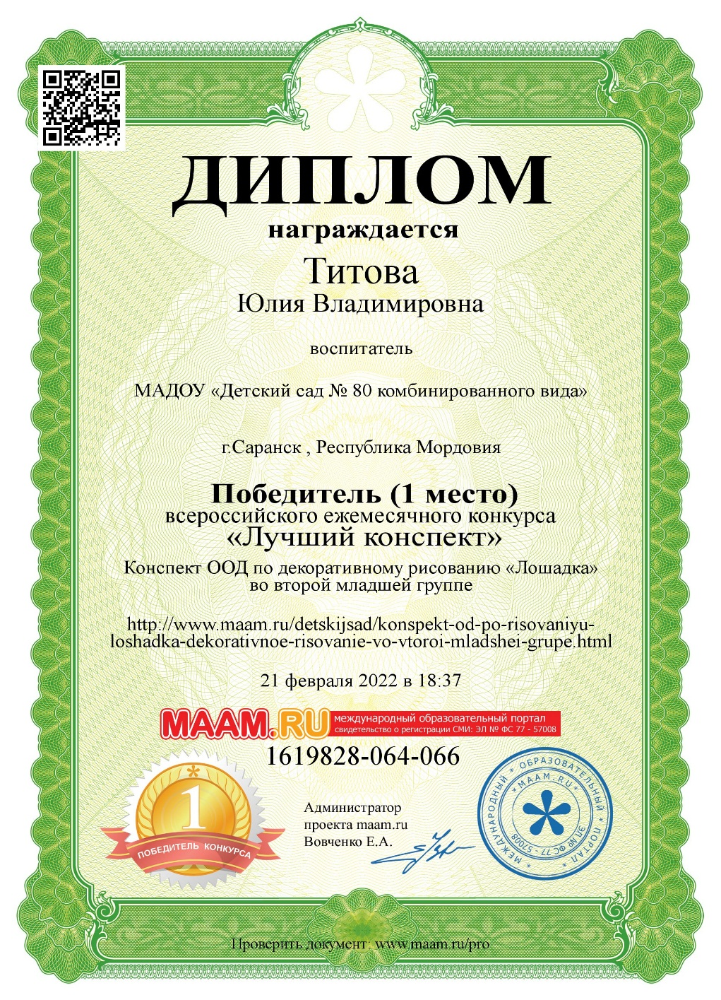 ДИПЛОМ
награждается
Титова
Юлия Владимировна
воспитатель
МАДОУ «Детский сад № 80 комбинированного вида»
г.Саранск , Республика Мордовия
Победитель (1 место)
всероссийского ежемесячного конкурса
«Лучший конспект»
Конспект ООД по декоративному рисованию «Лошадка»
во второй младшей группе
http://www.maam.ru/detskijsad/konspekt-od-po-risovaniyu-
loshadka-dekorativnoe-risovanie-vo-vtoroi-mladshei-grupe.html
21 февраля 2022 в 18:37
MAAM.RU
международный образовательный портал
свидетельство о регистрации СМИ: ЭЛ № ФС 77 - 57008
1619828-064-066
1
ПОБЕДИТЕЛЬ КОНКУРСА
Администратор
проекта maam.ru
Вовченко Е.А.
* МЕЖДУНАРОДНЫЙ * ОБРАЗОВАТЕЛЬНЫЙ * ПОРТАЛ *
* MAAM.RU *
ЭЛ № ФС 77 - 57008
Проверить документ: www.maam.ru/pro